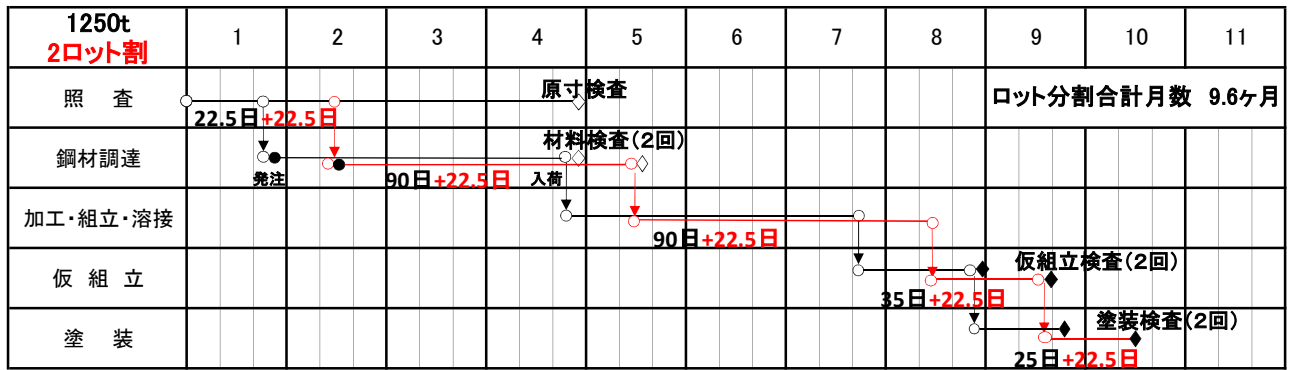 1250t
2ロット割
1 2 3 4 5 6 7 8 9 10 11
照査
原寸検査
ロット分割合計月数 9.6ヶ月
22.5日+22.5日
鋼材調達
材料検査(2回)
発注
90日+22.5日
入荷
加工・組立・溶接
90日+22.5日
仮組立
仮組立検査(2回)
35日+22.5日
塗装
塗装検査(2回)
25日+22.5日